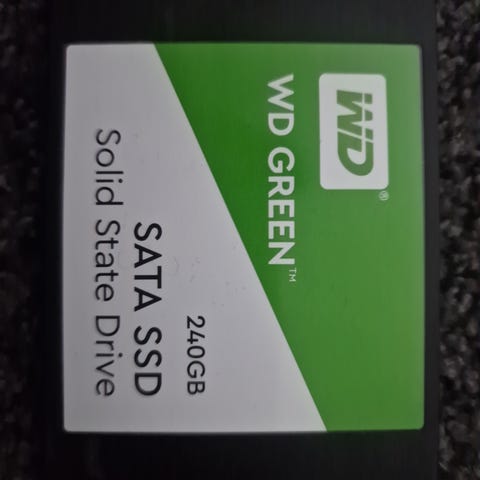 WD®
WD GREEN™
240GB
SATA SSD
Solid State Drive